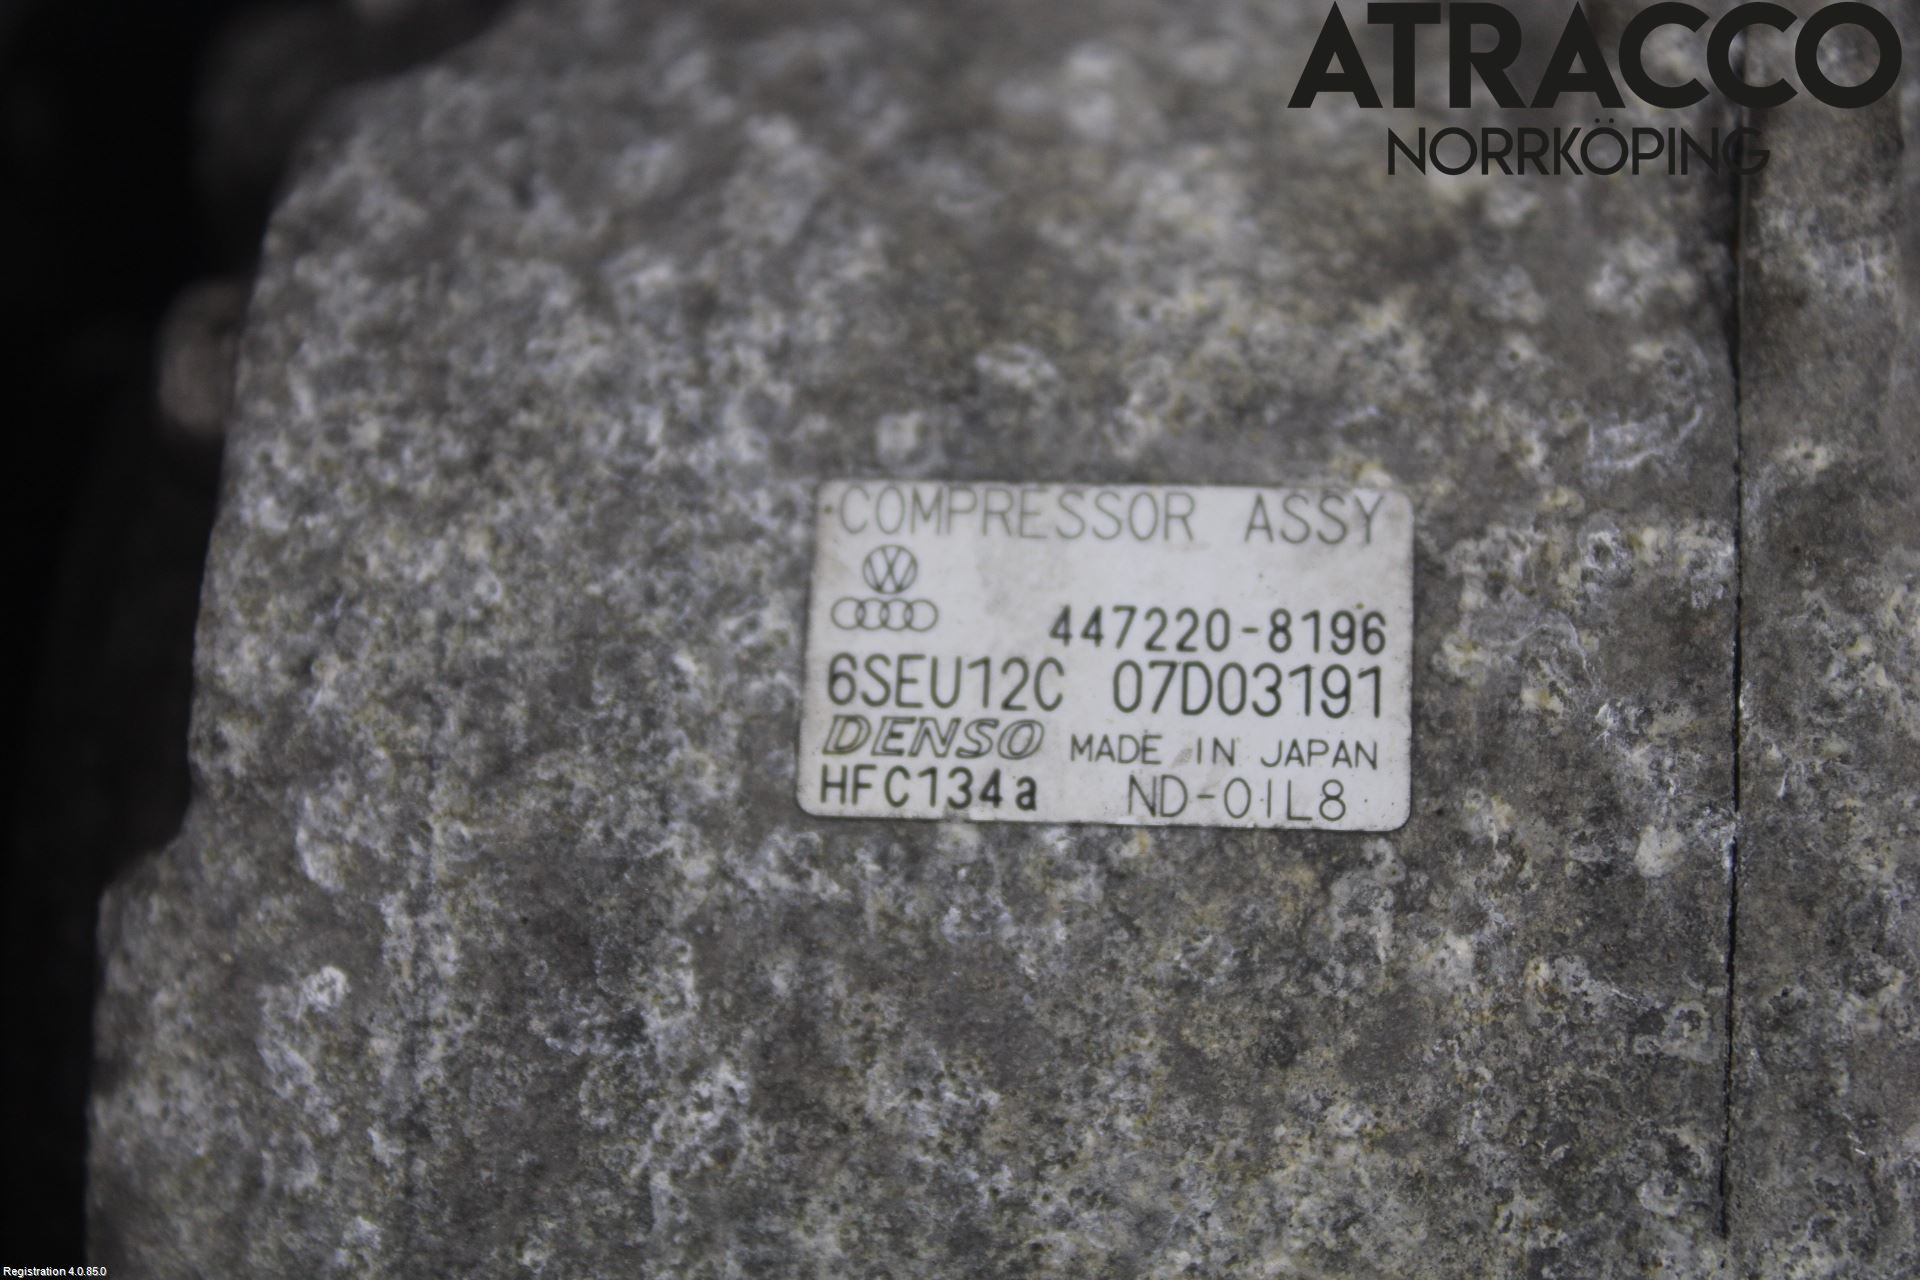 ATRACCO
NORRKÖPING
COMPRESSOR ASSY
447220-8196
6SEU12C 07D03191
DENSO MADE IN JAPAN
HFC134a ND-OIL8
Registration 4.0.85.0